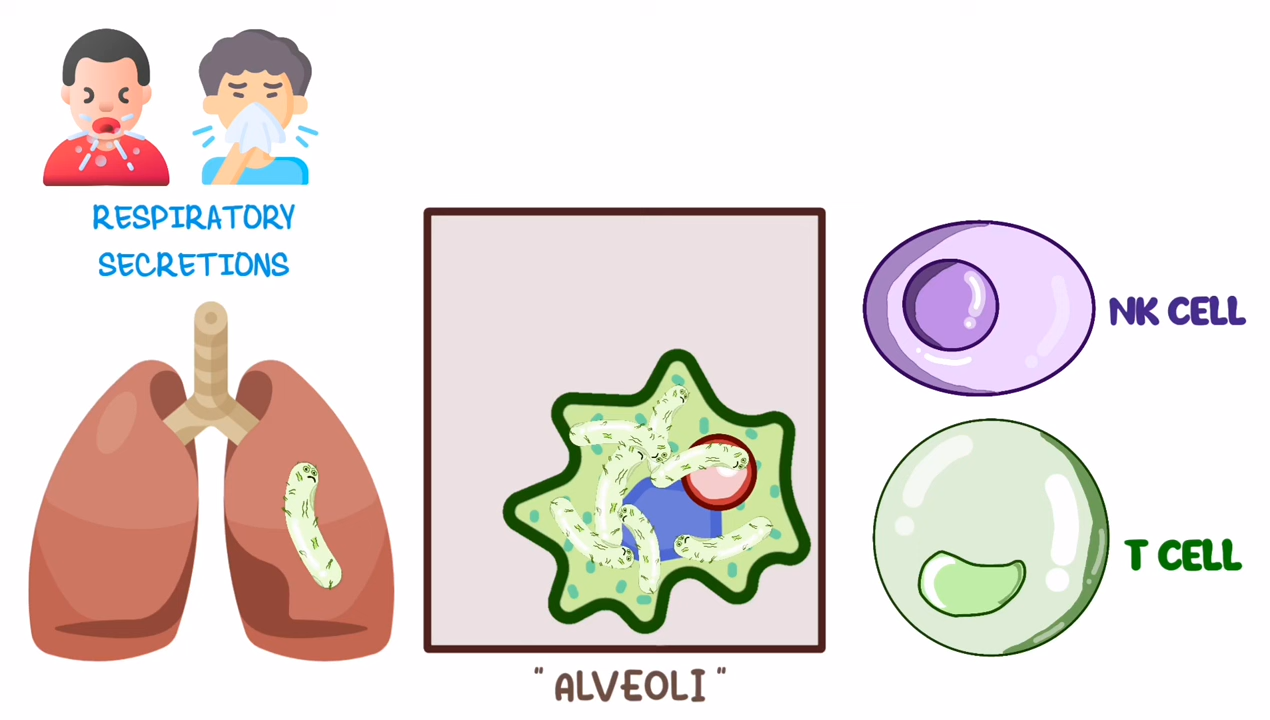 RESPIRATORY
SECRETIONS
NK CELL
T CELL
" ALVEOLI "